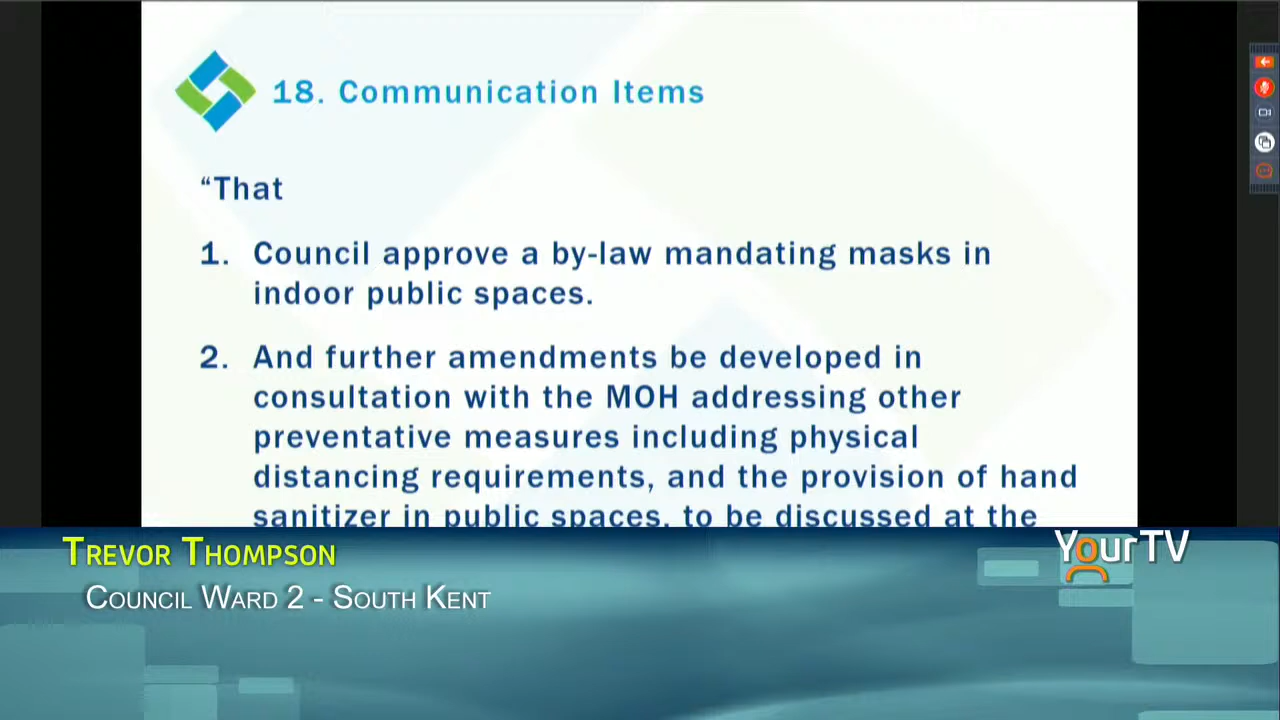 18. Communication Items
“That
1. Council approve a by-law mandating masks in
indoor public spaces.
2. And further amendments be developed in
consultation with the MOH addressing other
preventative measures including physical
distancing requirements, and the provision of hand
sanitizer in public spaces, to be discussed at the
TREVOR THOMPSON
YourTV
COUNCIL WARD 2 - SOUTH KENT